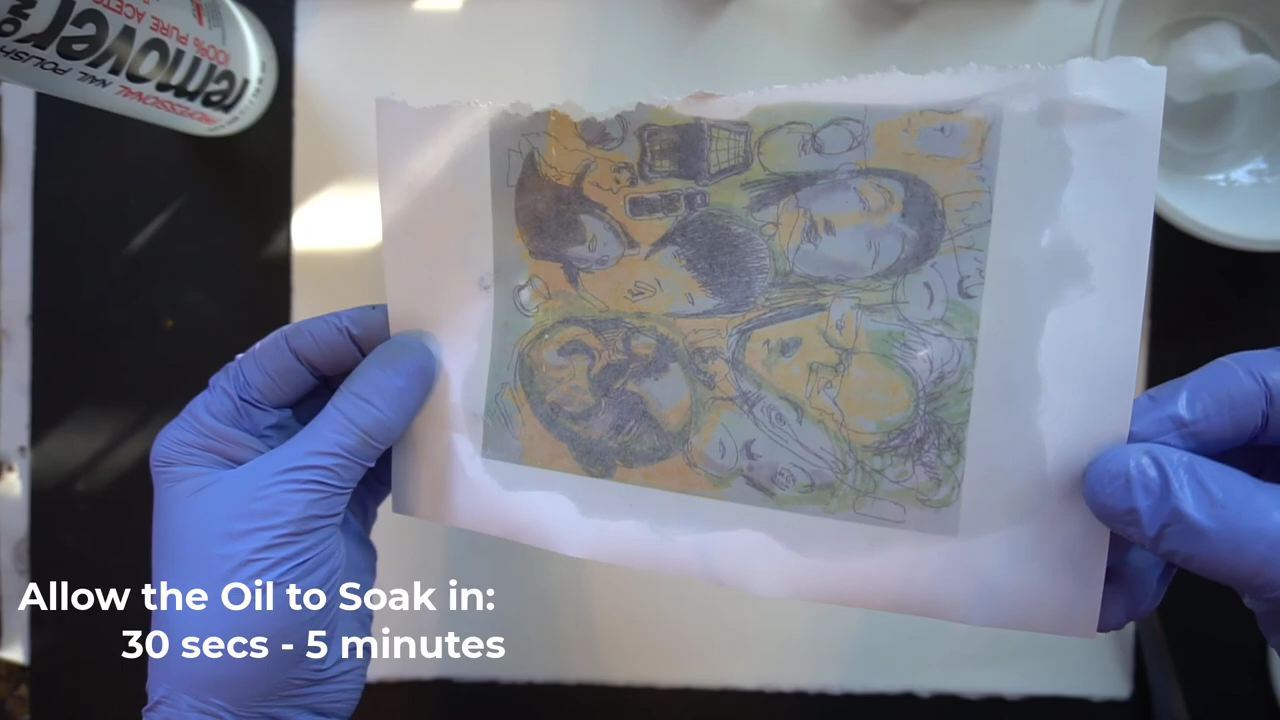 PROFESSIONAL NAIL POLISH
remover
100% PURE ACETO
Allow the Oil to Soak in:
30 secs - 5 minutes